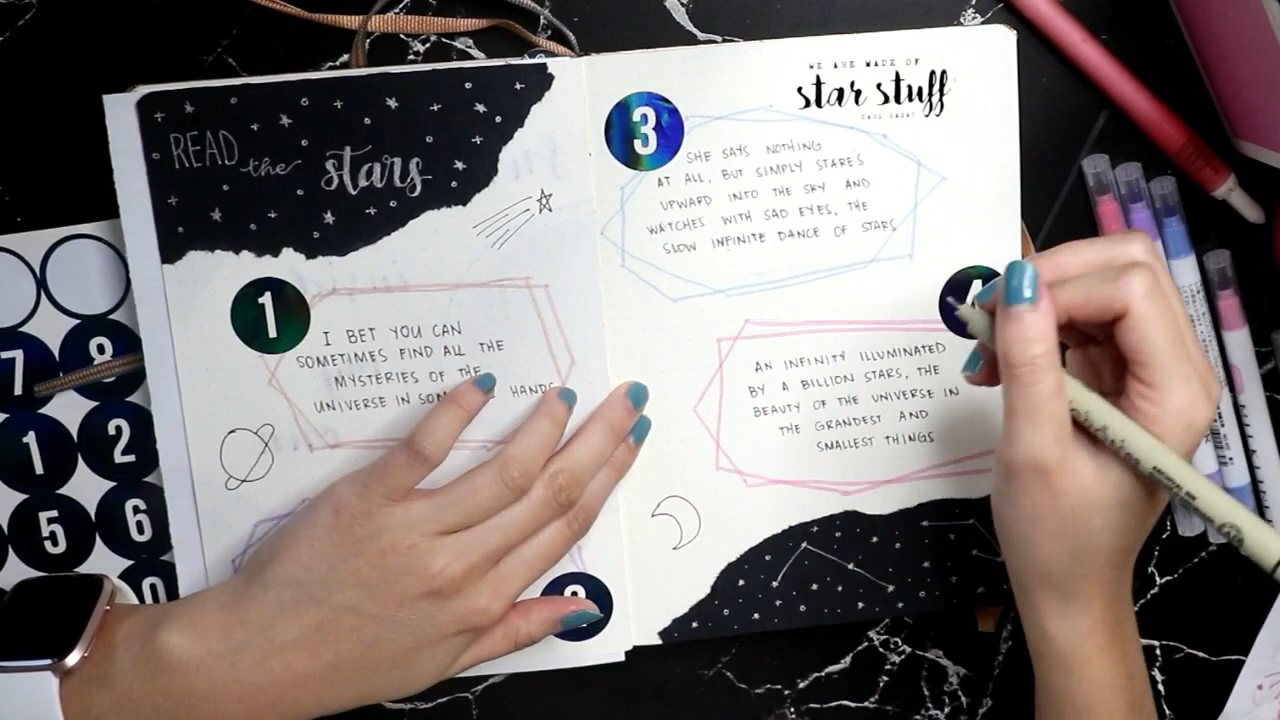 READ
the
stars
1
I BET YOU CAN
SOMETIMES FIND ALL THE
MYSTERIES OF THE
UNIVERSE IN HANDS
WE ARE MADE OF
star stuff
3
SHE SAYS NOTHING
AT ALL, BUT SIMPLY STARES
UPWARD INTO THE SKY AND
WATCHES WITH SAD EYES, THE
SLOW INFINITE DANCE OF STARS
AN INFINITY ILLUMINATED
BY A BILLION STARS, THE
BEAUTY OF THE UNIVERSE IN
THE GRANDEST AND
SMALLEST THINGS
7 8
1 2
5 6